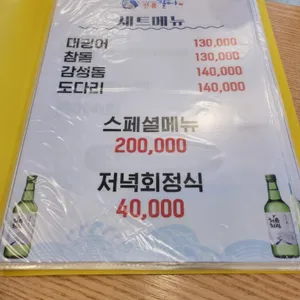 세트메뉴
대광어 130,000
참돔 130,000
감성돔 140,000
도다리 140,000
스페셜메뉴
200,000
저녁회정식
40,000